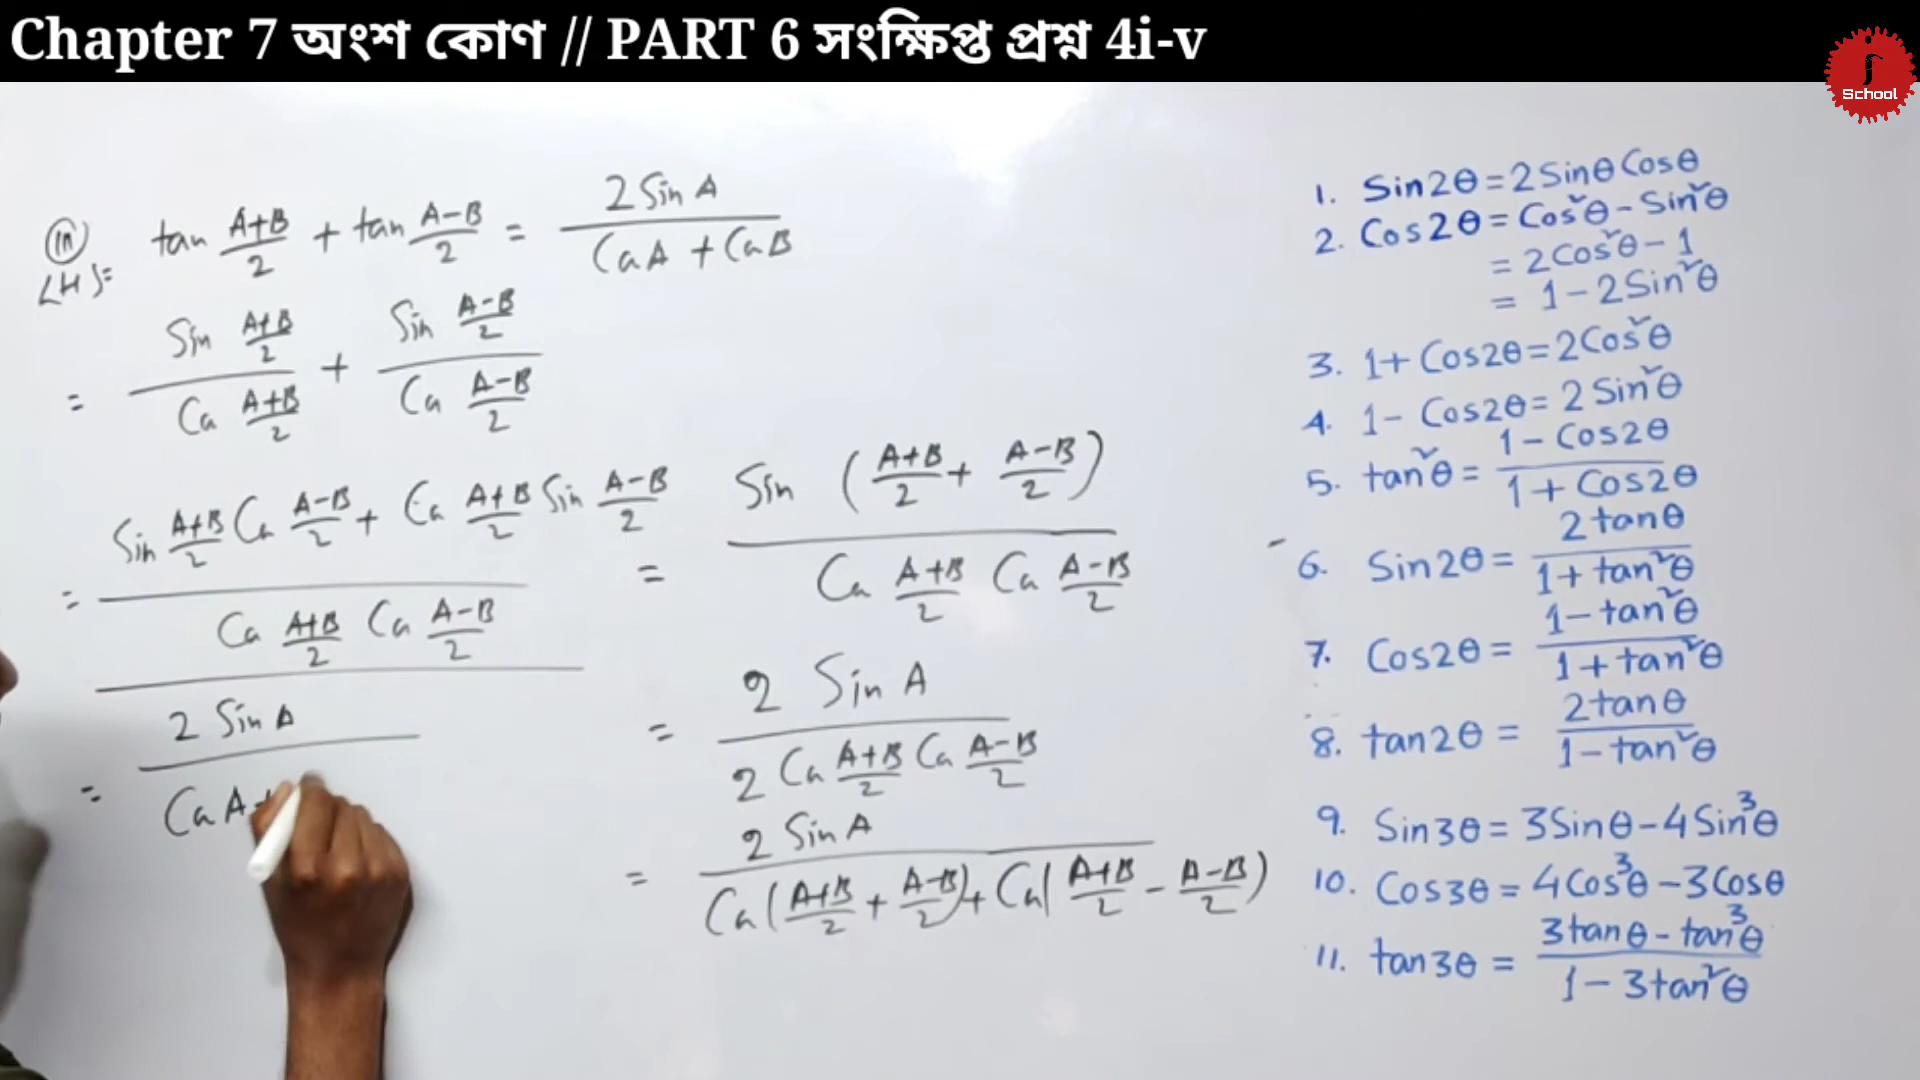 Chapter 7 অংশ কোণ // PART 6 সংক্ষিপ্ত প্রশ্ন 4i-v
School
tan A+B/2 + tan A-B/2 = 2 Sin A / Cos A + Cos B
LHS=
= Sin A+B/2 / Cos A+B/2 + Sin A-B/2 / Cos A-B/2
= Sin A+B/2 Cos A-B/2 + Cos A+B/2 Sin A-B/2 / Cos A+B/2 Cos A-B/2
= Sin (A+B/2 + A-B/2) / Cos A+B/2 Cos A-B/2
= 2 Sin A / 2 Cos A+B/2 Cos A-B/2
= 2 Sin A / Cos (A+B/2 + A-B/2) + Cos (A+B/2 - A-B/2)
= 2 Sin A / Cos A +
1. Sin2θ = 2Sinθ Cosθ
2. Cos2θ = Cos²θ - Sin²θ
= 2Cos²θ - 1
= 1 - 2Sin²θ
3. 1 + Cos2θ = 2Cos²θ
4. 1 - Cos2θ = 2 Sin²θ
5. tan²θ = 1 - Cos2θ / 1 + Cos2θ
6. Sin2θ = 2tanθ / 1 + tan²θ
7. Cos2θ = 1 - tan²θ / 1 + tan²θ
8. tan2θ = 2tanθ / 1 - tan²θ
9. Sin3θ = 3Sinθ - 4Sin³θ
10. Cos3θ = 4Cos³θ - 3Cosθ
11. tan3θ = 3tanθ - tan³θ / 1 - 3tan²θ